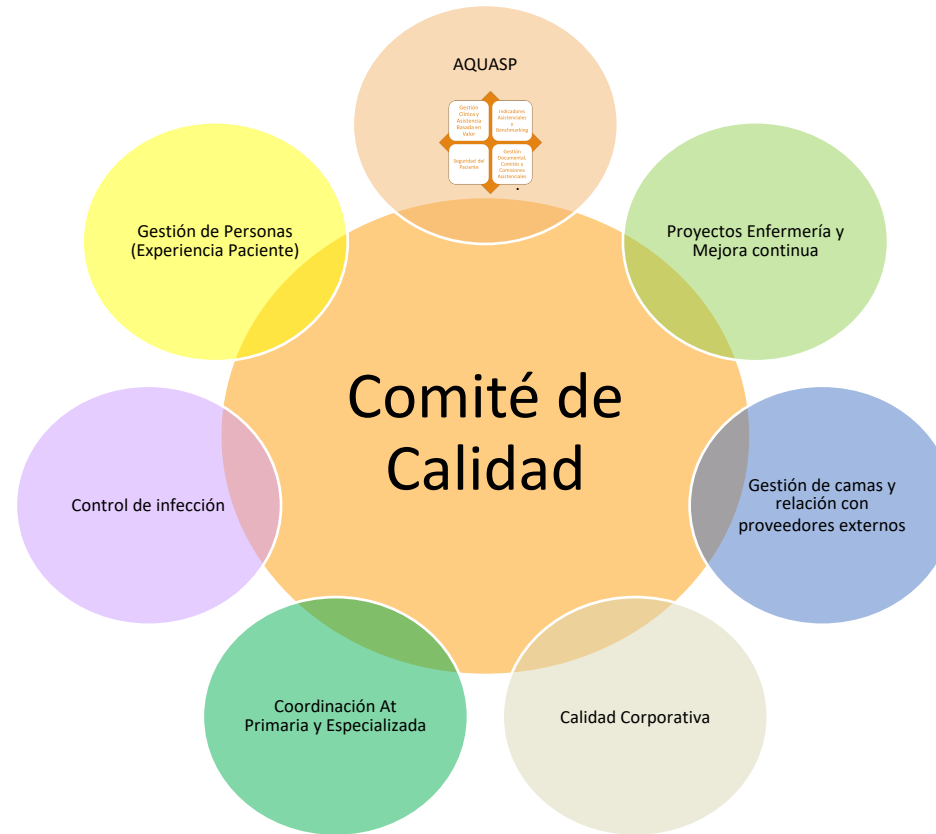 AQUASP
Gestión
Clínica y
Asistencia
Basada en
Valor
Indicadores
Asistenciales
y
Benchmarking
Seguridad del
Paciente
Gestión
Documental,
Comités y
Comisiones
Asistenciales
.
Gestión de Personas
(Experiencia Paciente)
Proyectos Enfermería y
Mejora continua
Comité de
Calidad
Control de infección
Gestión de camas y
relación con
proveedores externos
Coordinación At
Primaria y Especializada
Calidad Corporativa